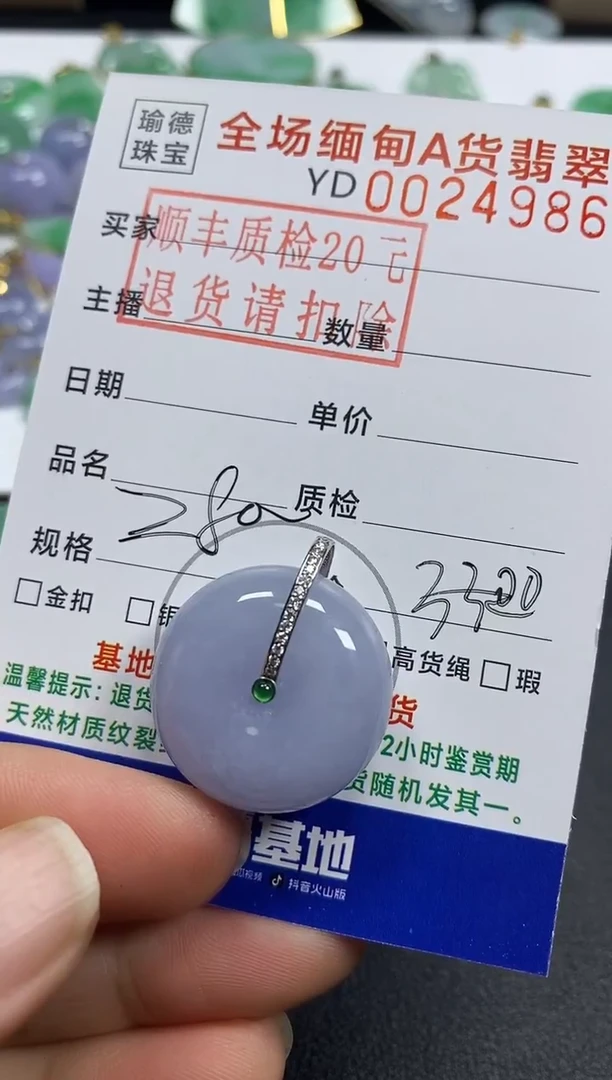 瑜德
珠宝
全场缅甸A货翡翠
YD0024986
买家
顺丰质检20元
退货请扣除
主播
数量
日期
单价
品名
质检
280
规格
3300
金扣
高货绳 瑕
基地
货
温馨提示:退货
2小时鉴赏期
天然材质纹裂
货随机发其一。
基地
视频 抖音火山版